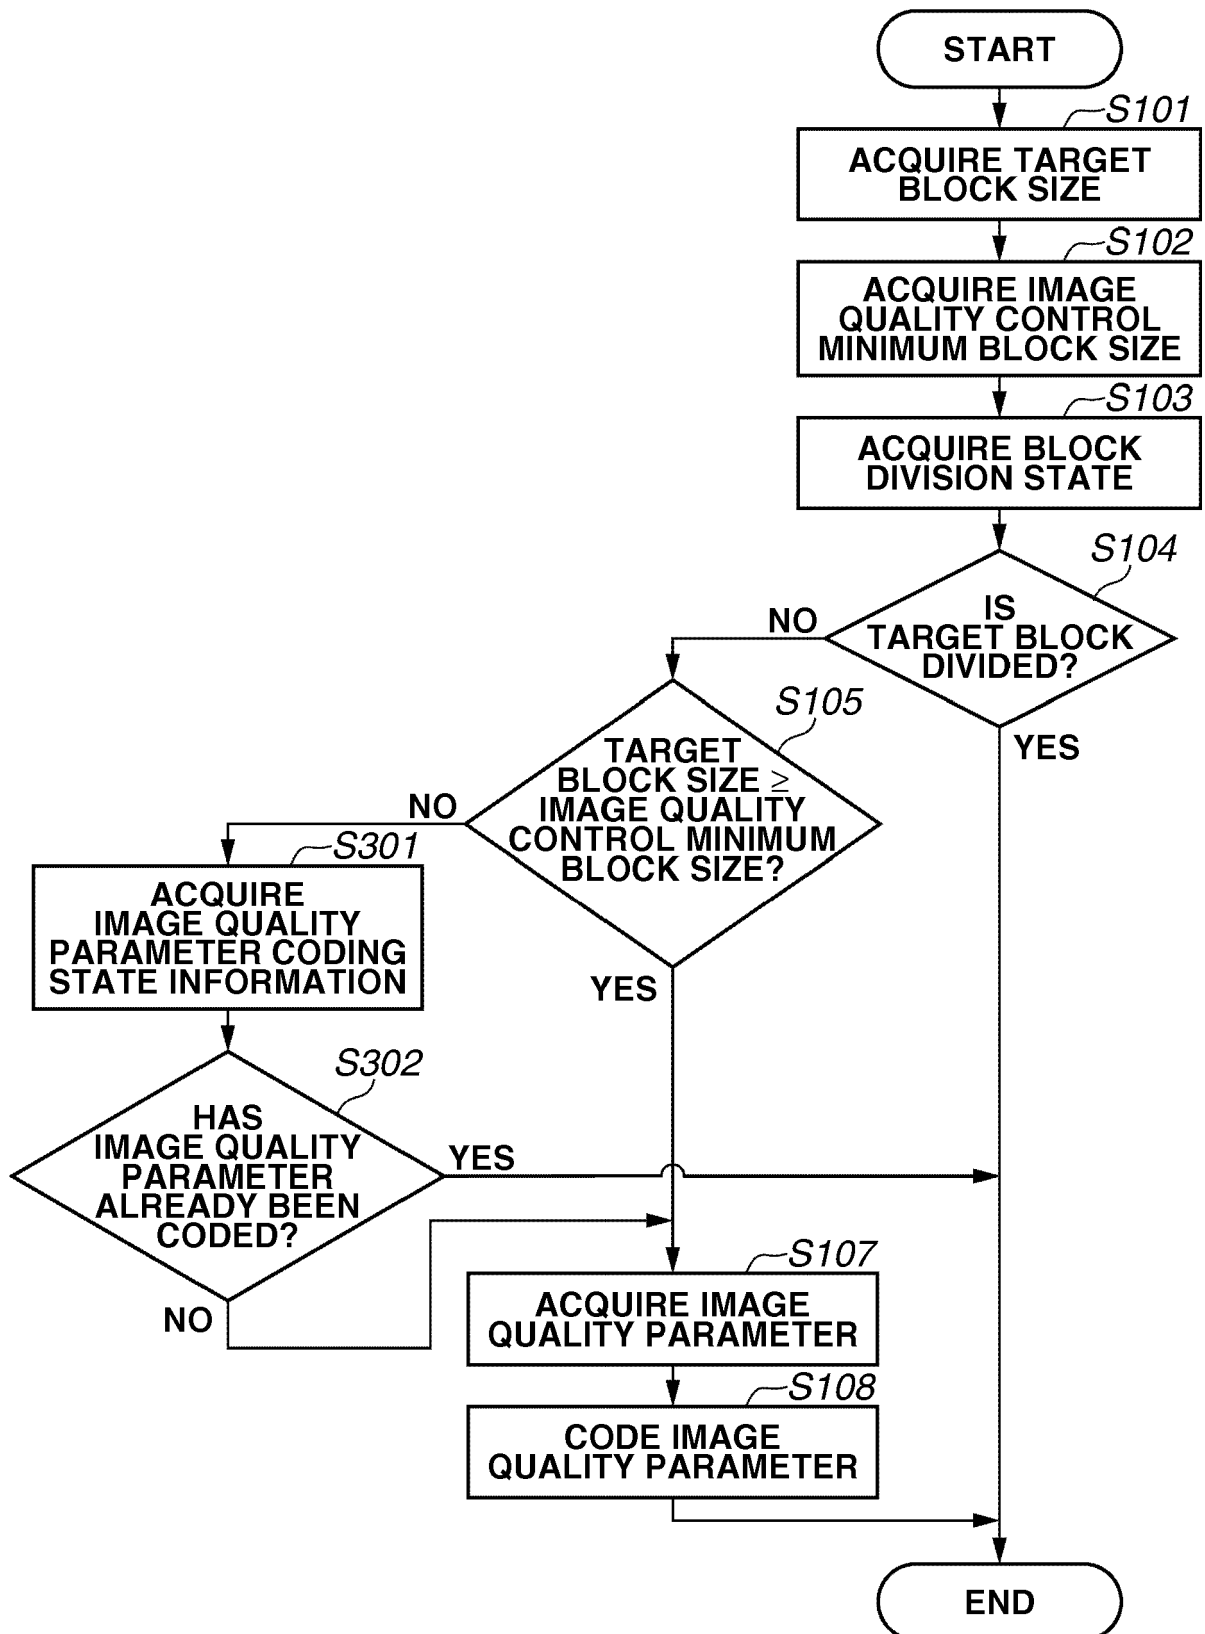 START
S101
ACQUIRE TARGET
BLOCK SIZE
S102
ACQUIRE IMAGE
QUALITY CONTROL
MINIMUM BLOCK SIZE
S103
ACQUIRE BLOCK
DIVISION STATE
S104
IS
TARGET BLOCK
DIVIDED?
NO
YES
S105
TARGET
BLOCK SIZE ≥
IMAGE QUALITY
CONTROL MINIMUM
BLOCK SIZE?
NO
YES
S301
ACQUIRE
IMAGE QUALITY
PARAMETER CODING
STATE INFORMATION
S302
HAS
IMAGE QUALITY
PARAMETER
ALREADY BEEN
CODED?
YES
NO
S107
ACQUIRE IMAGE
QUALITY PARAMETER
S108
CODE IMAGE
QUALITY PARAMETER
END